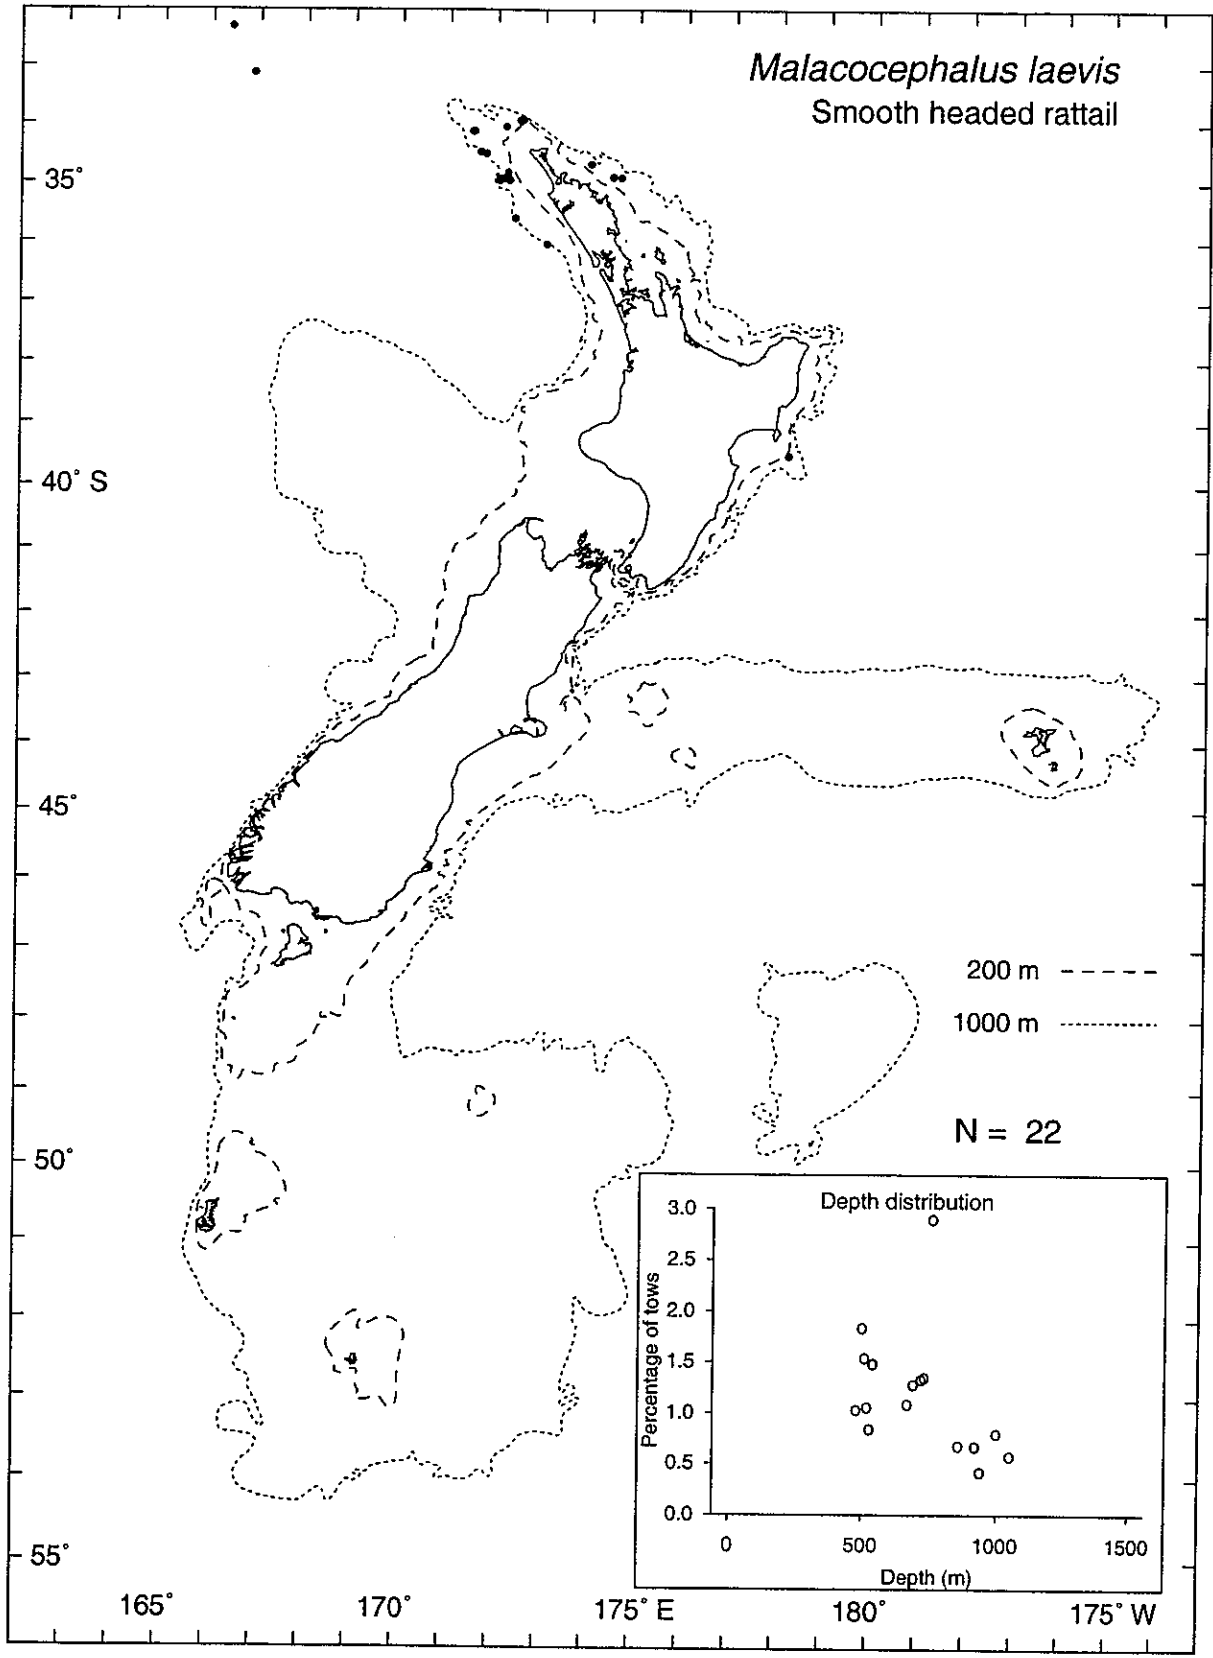 Malacocephalus laevis
Smooth headed rattail
35°
40° S
45°
200 m
1000 m
N = 22
50°
Depth distribution
3.0
2.5
2.0
1.5
1.0
0.5
0.0
Percentage of tows
0 500 1000 1500
Depth (m)
55°
165° 170° 175° E 180° 175° W